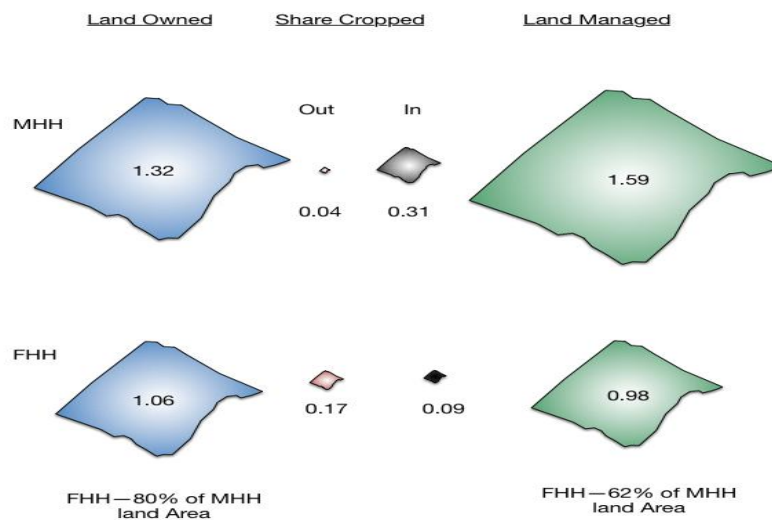 Land Owned Share Cropped Land Managed
MHH Out In
1.32 1.59
0.04 0.31
FHH
1.06 0.98
0.17 0.09
FHH—80% of MHH FHH—62% of MHH
land Area land Area